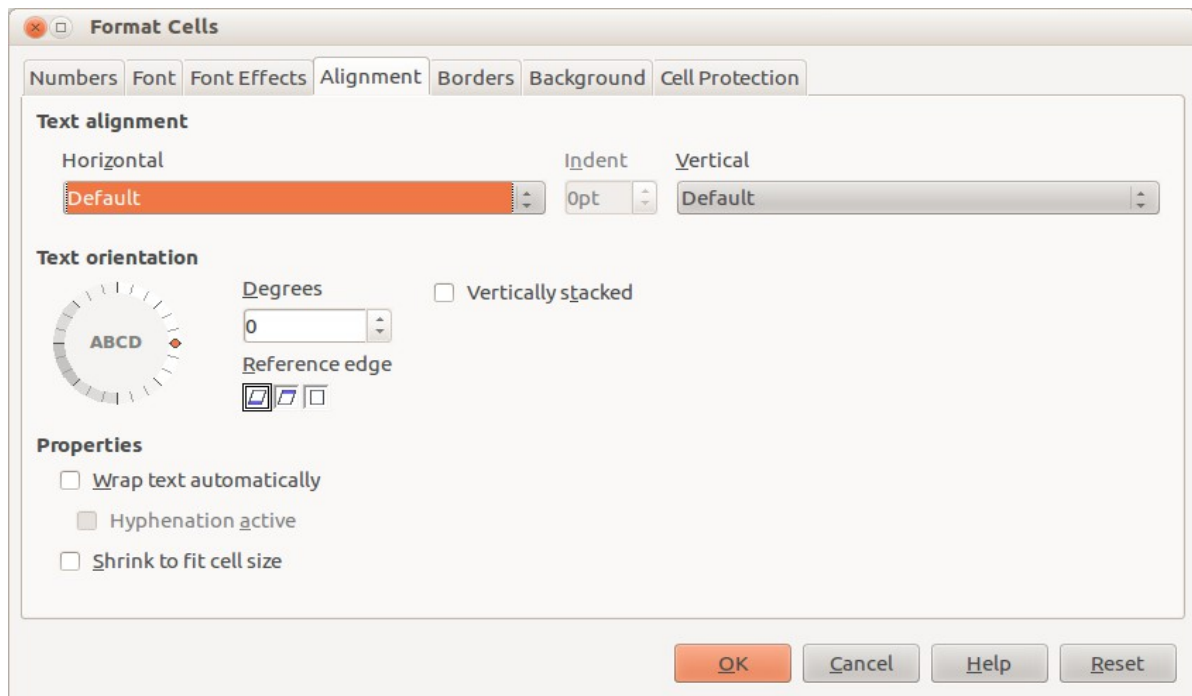 Format Cells
Numbers Font Font Effects Alignment Borders Background Cell Protection
Text alignment
Horizontal Indent Vertical
Default 0pt Default
Text orientation
ABCD
Degrees
0
Vertically stacked
Reference edge
Properties
Wrap text automatically
Hyphenation active
Shrink to fit cell size
OK Cancel Help Reset